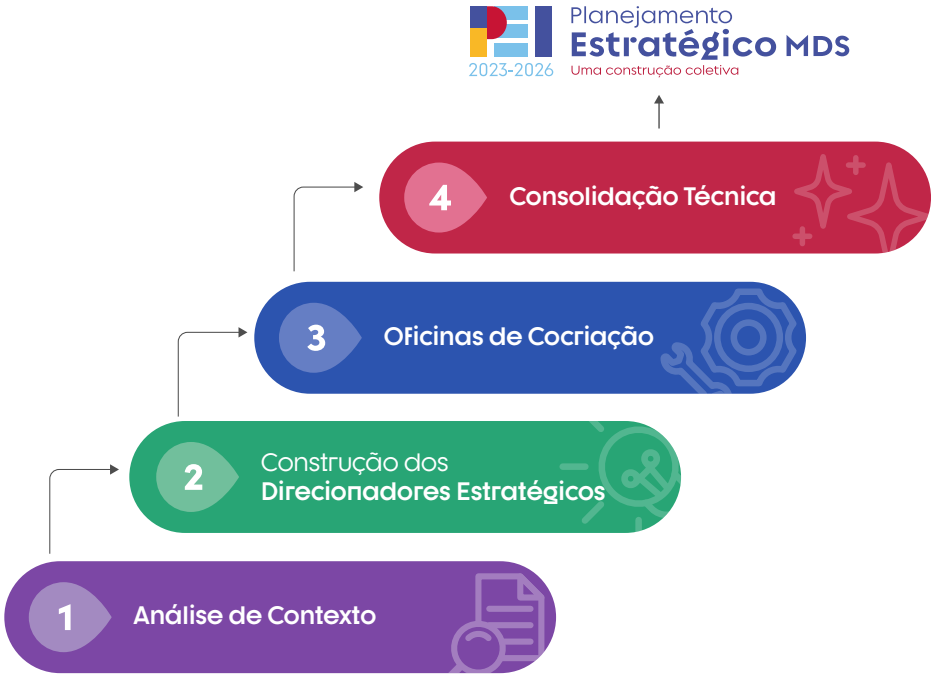 PEI
2023-2026
Planejamento
Estratégico MDS
Uma construção coletiva
4
Consolidação Técnica
3
Oficinas de Cocriação
2
Construção dos
Direcionadores Estratégicos
1
Análise de Contexto